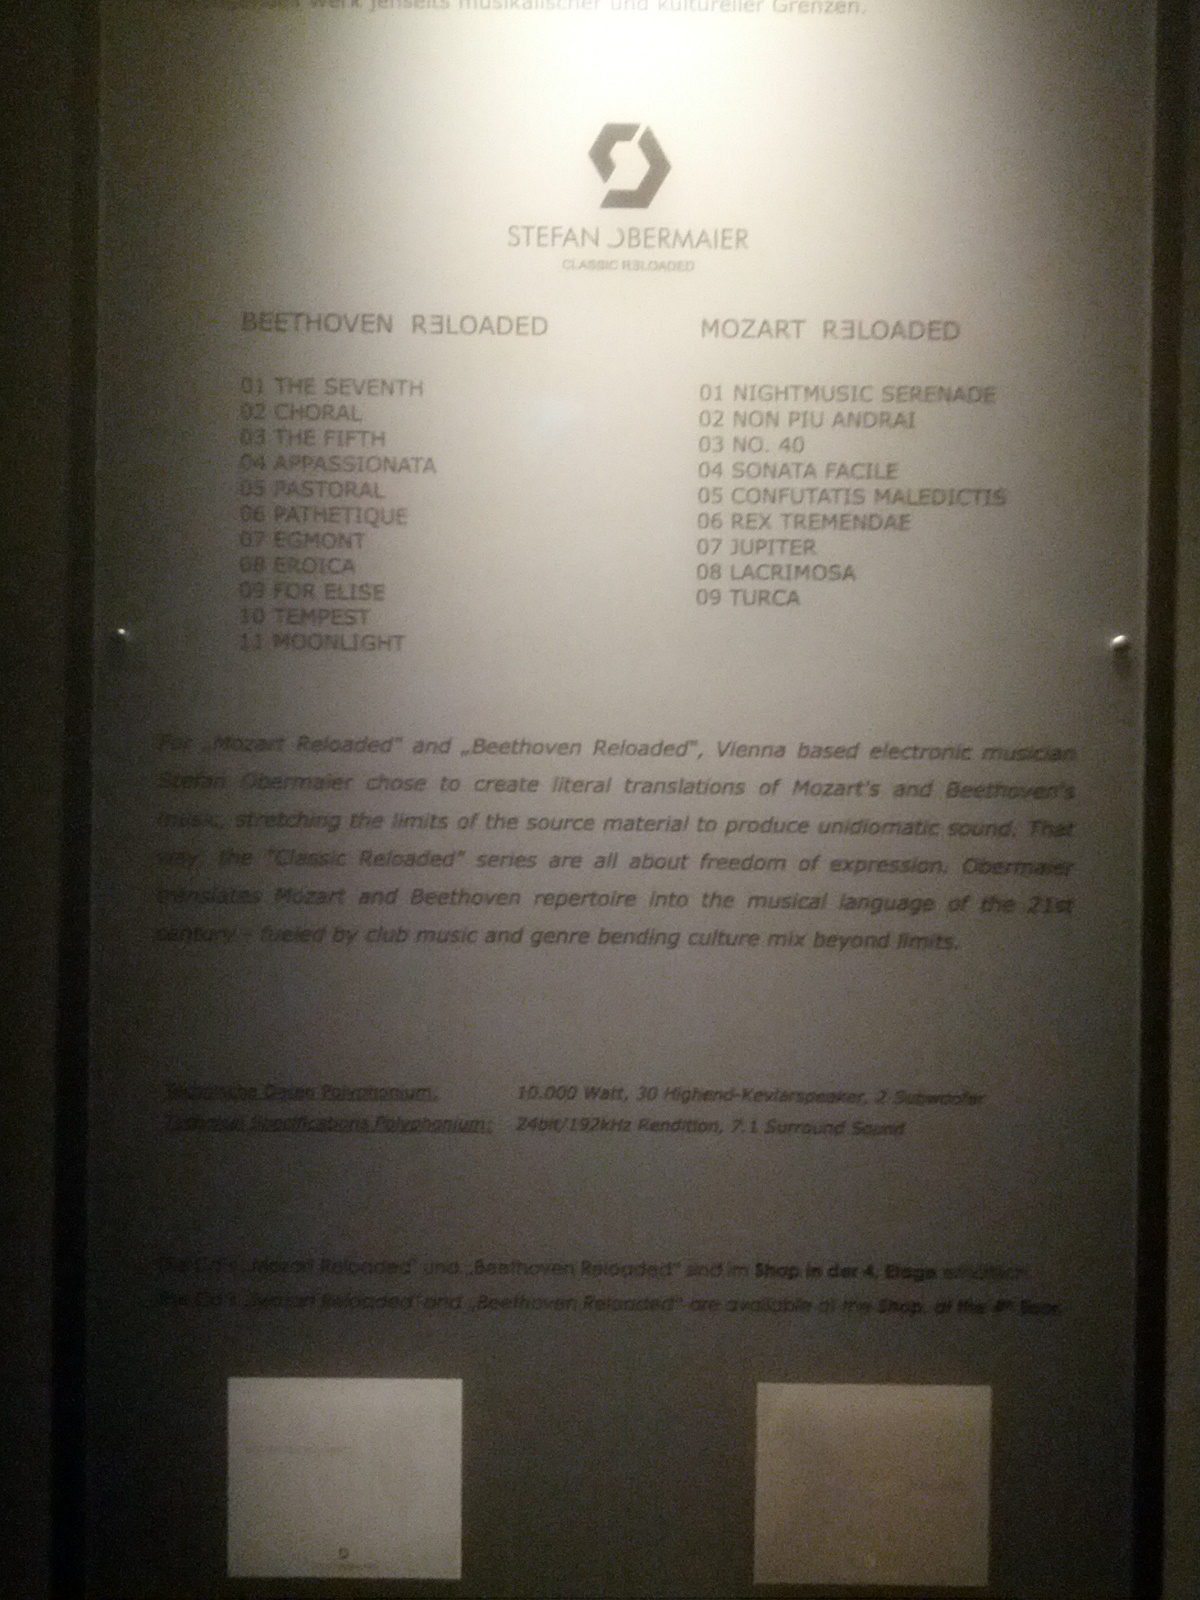 Werk jenseits musikalischer und kultureller Grenzen.
STEFAN OBERMAIER
CLASSIC RƎLOADED
BEETHOVEN RƎLOADED
01 THE SEVENTH
02 CHORAL
03 THE FIFTH
04 APPASSIONATA
05 PASTORAL
06 PATHETIQUE
07 EGMONT
08 EROICA
09 FOR ELISE
10 TEMPEST
11 MOONLIGHT
MOZART RƎLOADED
01 NIGHTMUSIC SERENADE
02 NON PIU ANDRAI
03 NO. 40
04 SONATA FACILE
05 CONFUTATIS MALEDICTIS
06 REX TREMENDAE
07 JUPITER
08 LACRIMOSA
09 TURCA
For „Mozart Reloaded" and „Beethoven Reloaded", Vienna based electronic musician
Stefan Obermaier chose to create literal translations of Mozart's and Beethoven's
music, stretching the limits of the source material to produce unidiomatic sound. That
way, the "Classic Reloaded" series are all about freedom of expression. Obermaier
translates Mozart and Beethoven repertoire into the musical language of the 21st
century - fueled by club music and genre bending culture mix beyond limits.
Technische Daten Polyphonium: 10.000 Watt, 30 Highend-Kevlarspeaker, 2 Subwoofer
Technical Specifications Polyphonium: 24bit/192kHz Rendition, 7.1 Surround Sound
Die Cd's „Mozart Reloaded" und „Beethoven Reloaded" sind im Shop in der 4. Etage erhältlich.
The Cd's „Mozart Reloaded" and „Beethoven Reloaded" are available at the Shop, at the 4th floor.